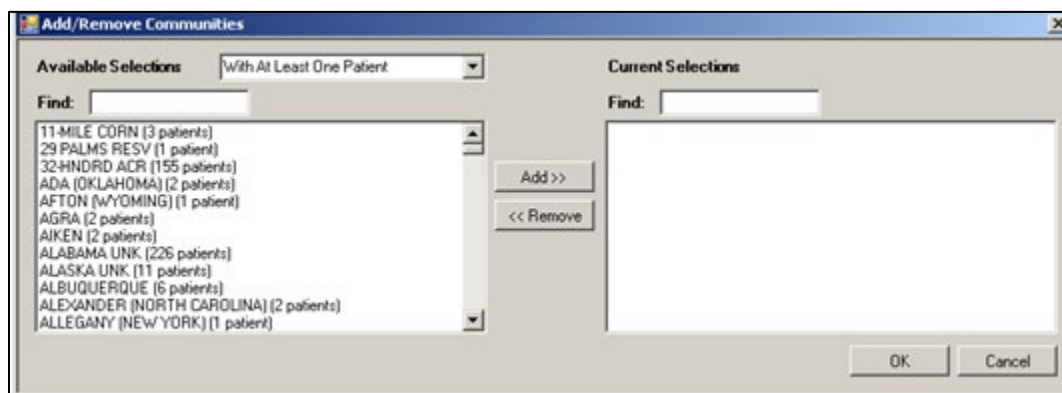 Add/Remove Communities
Available Selections With At Least One Patient
Find:
11-MILE CORN (3 patients)
29 PALMS RESV (1 patient)
32-HNDRD ACR (155 patients)
ADA (OKLAHOMA) (2 patients)
AFTON (WYOMING) (1 patient)
AGRA (2 patients)
AIKEN (2 patients)
ALABAMA UNK (226 patients)
ALASKA UNK (11 patients)
ALBUQUERQUE (6 patients)
ALEXANDER (NORTH CAROLINA) (2 patients)
ALLEGANY (NEW YORK) (1 patient)
Add >>
<< Remove
Current Selections
Find:
OK Cancel